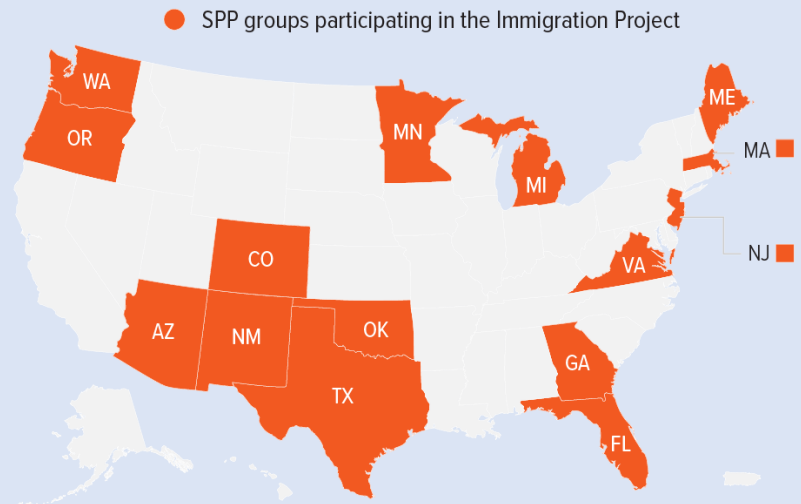 SPP groups participating in the Immigration Project
WA
OR
MN
ME
MA
MI
CO
NJ
VA
AZ
NM
OK
GA
TX
FL